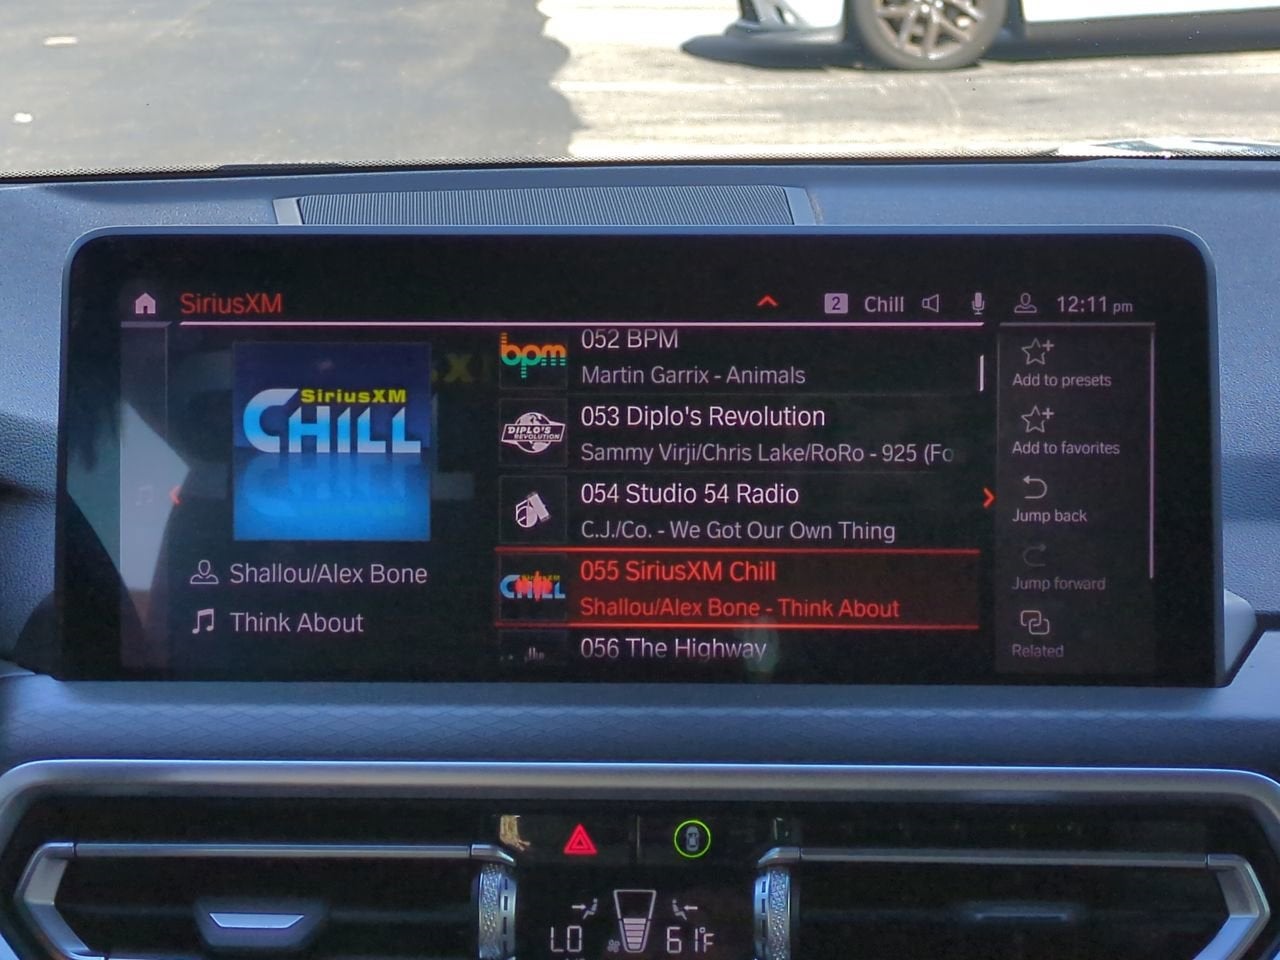 SiriusXM
2 Chill
12:11 pm
SiriusXM
CHILL
Shallou/Alex Bone
Think About
bpm
052 BPM
Martin Garrix - Animals
DIPLO'S
REVOLUTION
053 Diplo's Revolution
Sammy Virji/Chris Lake/RoRo - 925 (Fo
054 Studio 54 Radio
C.J./Co. - We Got Our Own Thing
CHILL
055 SiriusXM Chill
Shallou/Alex Bone - Think About
056 The Highway
Add to presets
Add to favorites
Jump back
Jump forward
Related
LO
61°F